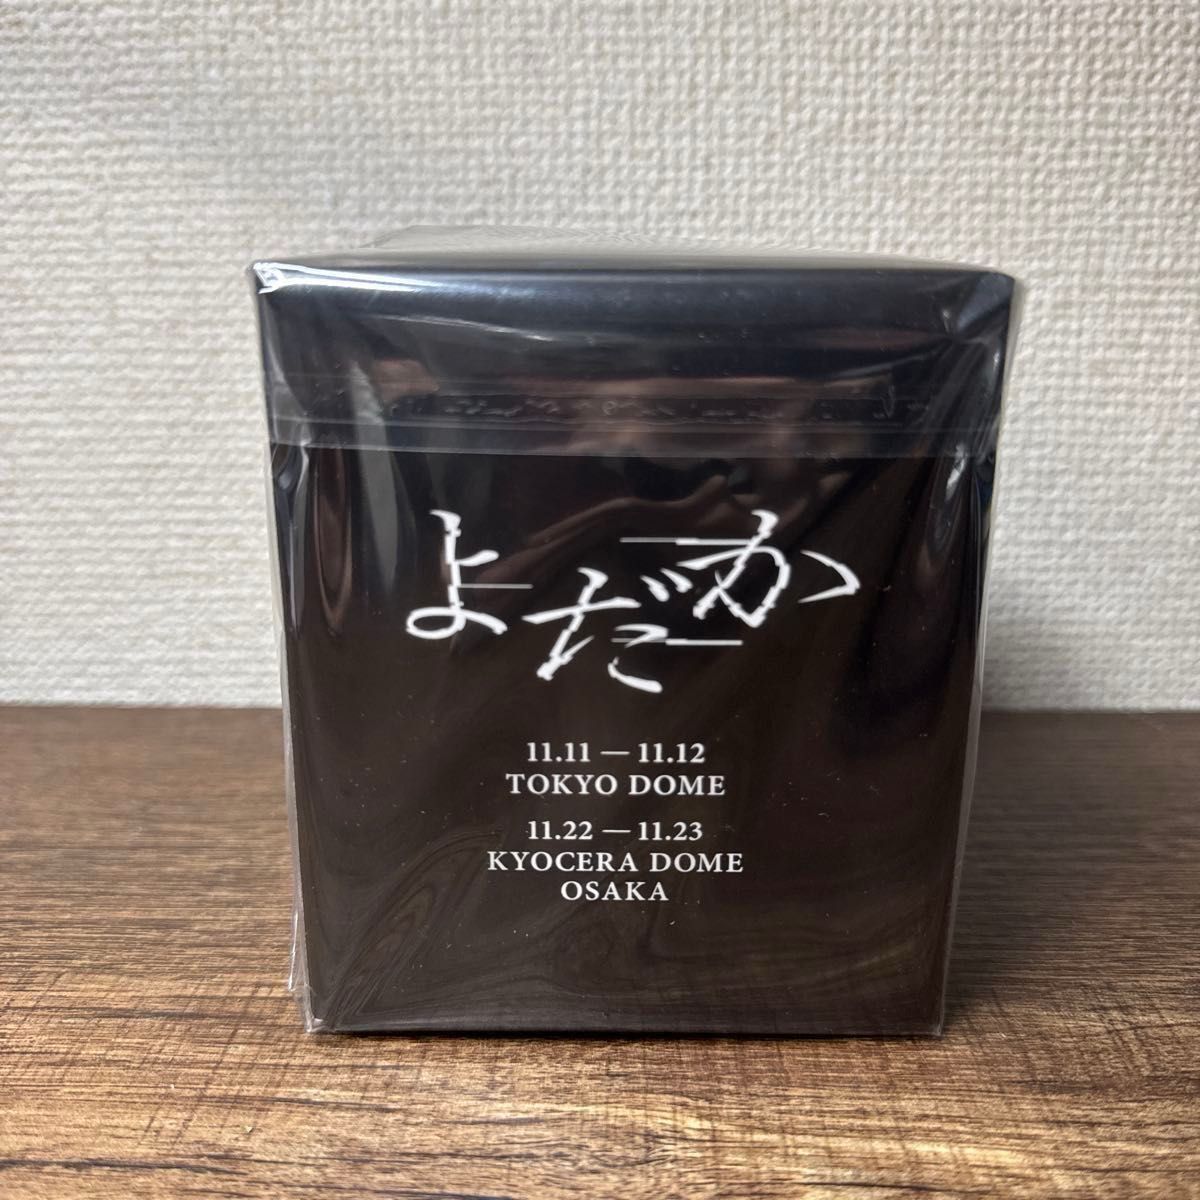 よだか
11.11 — 11.12
TOKYO DOME
11.22 — 11.23
KYOCERA DOME
OSAKA